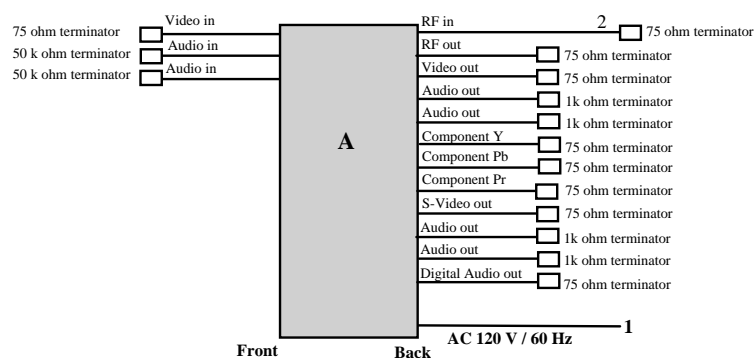 Video in
75 ohm terminator
Audio in
50 k ohm terminator
Audio in
50 k ohm terminator
A
RF in
2
75 ohm terminator
RF out
75 ohm terminator
Video out
75 ohm terminator
Audio out
1k ohm terminator
Audio out
1k ohm terminator
Component Y
75 ohm terminator
Component Pb
75 ohm terminator
Component Pr
75 ohm terminator
S-Video out
75 ohm terminator
Audio out
1k ohm terminator
Audio out
1k ohm terminator
Digital Audio out
75 ohm terminator
1
AC 120 V / 60 Hz
Front
Back